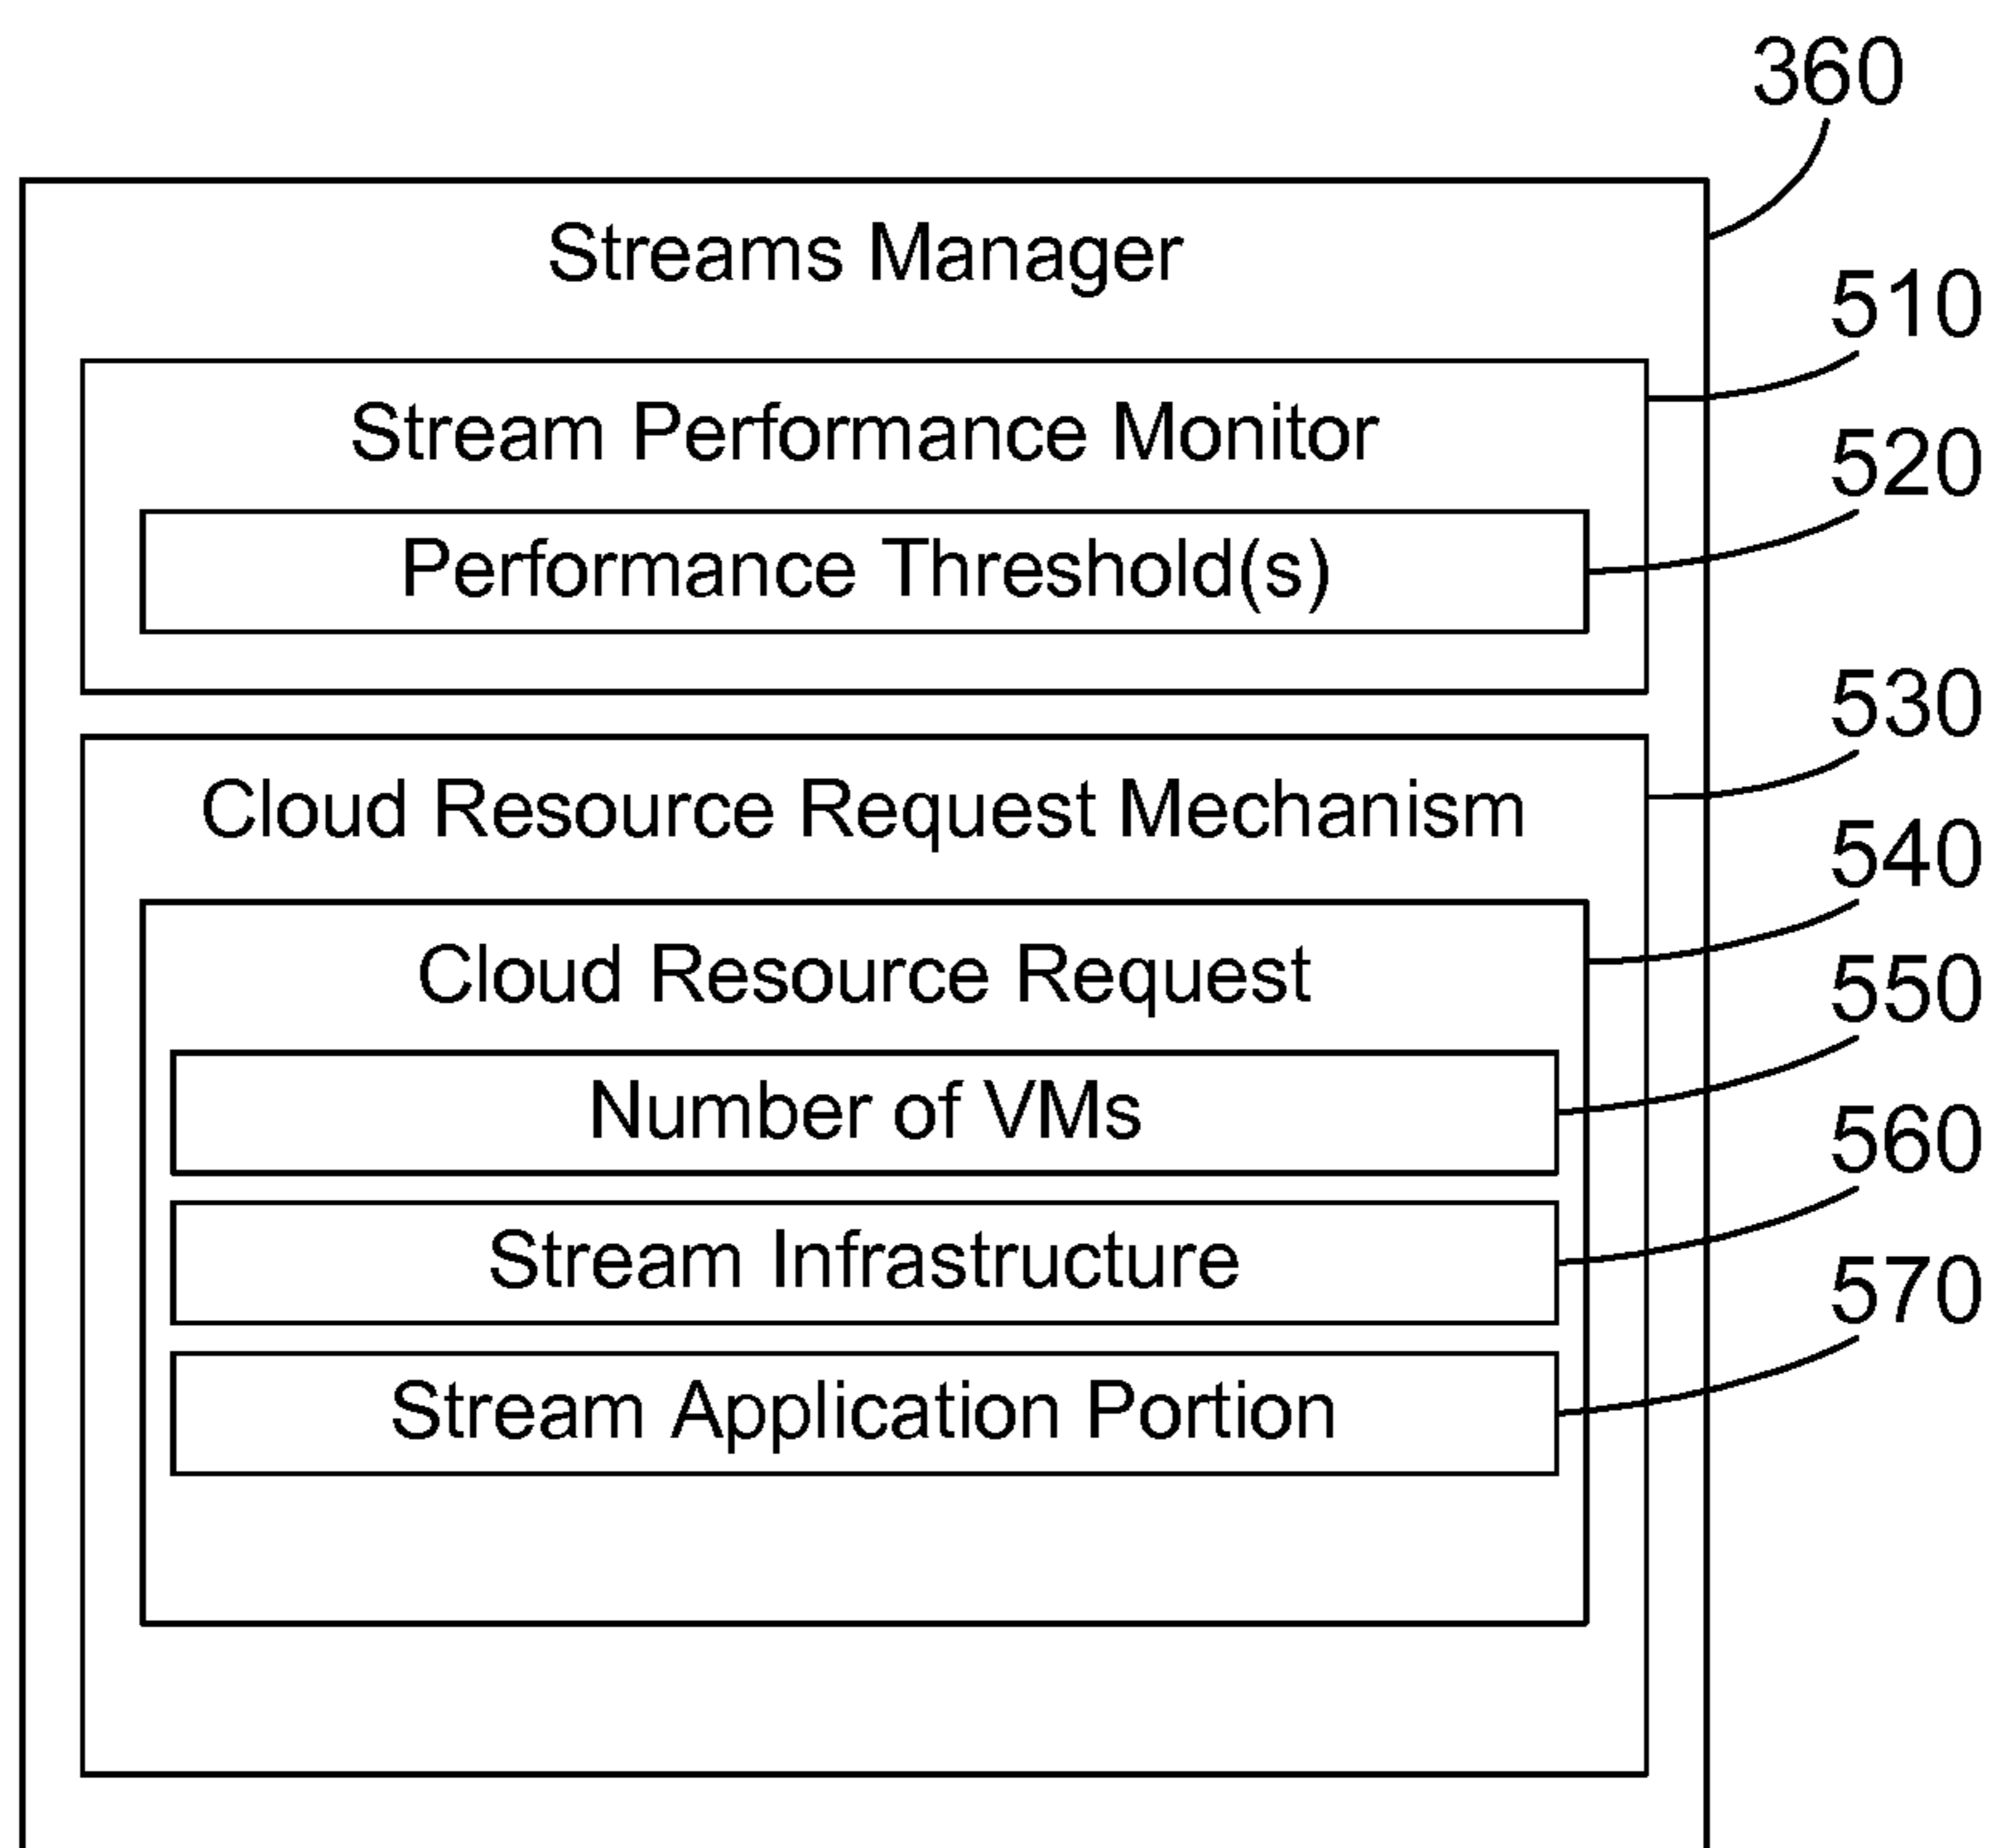 360
Streams Manager
510
Stream Performance Monitor
520
Performance Threshold(s)
530
Cloud Resource Request Mechanism
540
Cloud Resource Request
550
Number of VMs
560
Stream Infrastructure
570
Stream Application Portion